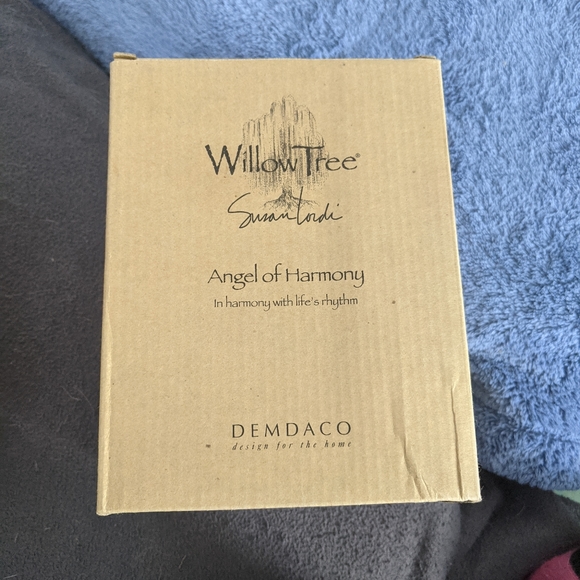 Willow Tree®
Susan Lordi
Angel of Harmony
In harmony with life's rhythm
DEMDACO
design for the home